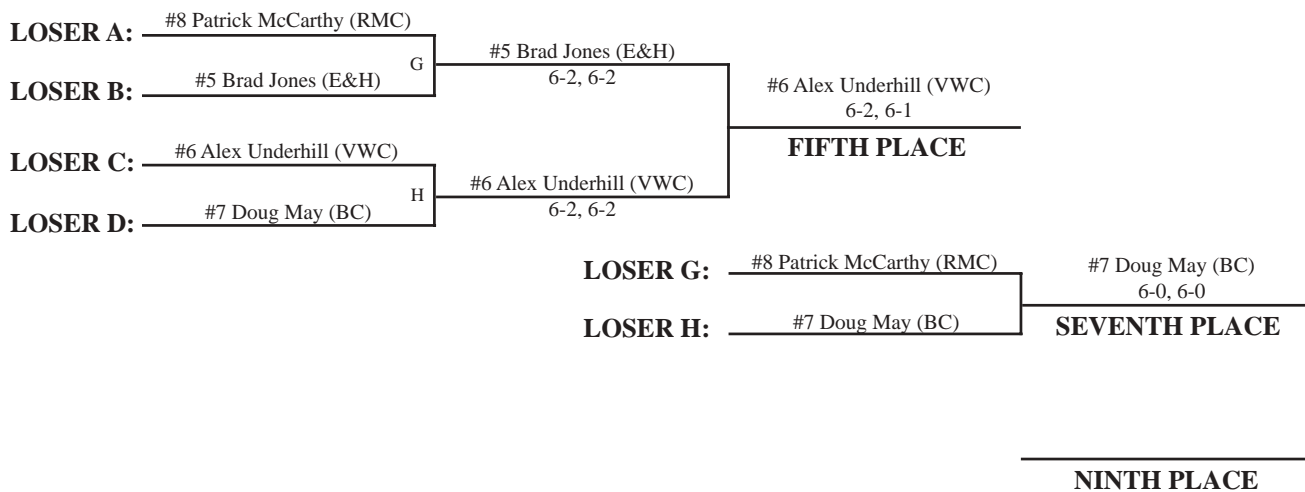 LOSER A: #8 Patrick McCarthy (RMC)
G
LOSER B: #5 Brad Jones (E&H)
#5 Brad Jones (E&H)
6-2, 6-2
LOSER C: #6 Alex Underhill (VWC)
H
LOSER D: #7 Doug May (BC)
#6 Alex Underhill (VWC)
6-2, 6-2
#6 Alex Underhill (VWC)
6-2, 6-1
FIFTH PLACE
LOSER G: #8 Patrick McCarthy (RMC)
LOSER H: #7 Doug May (BC)
#7 Doug May (BC)
6-0, 6-0
SEVENTH PLACE
NINTH PLACE